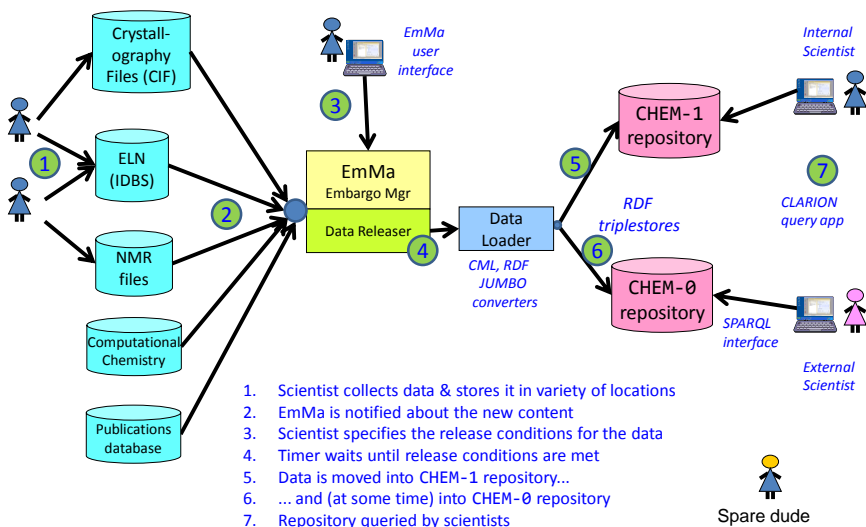 Crystall-
ography
Files (CIF)
EmMa
user
interface
Internal
Scientist
3
CHEM-1
repository
1
ELN
(IDBS)
EmMa
Embargo Mgr
5
7
2
RDF
triplestores
CLARION
query app
Data Releaser
4
Data
Loader
6
NMR
files
CML, RDF
JUMBO
converters
CHEM-0
repository
SPARQL
interface
Computational
Chemistry
External
Scientist
Publications
database
1. Scientist collects data & stores it in variety of locations
2. EmMa is notified about the new content
3. Scientist specifies the release conditions for the data
4. Timer waits until release conditions are met
5. Data is moved into CHEM-1 repository...
6. ... and (at some time) into CHEM-0 repository
7. Repository queried by scientists
Spare dude